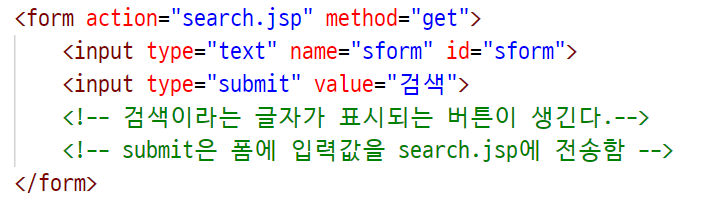 <form action="search.jsp" method="get">
<input type="text" name="sform" id="sform">
<input type="submit" value="검색">
<!-- 검색이라는 글자가 표시되는 버튼이 생긴다.-->
<!-- submit은 폼에 입력값을 search.jsp에 전송함 -->
</form>